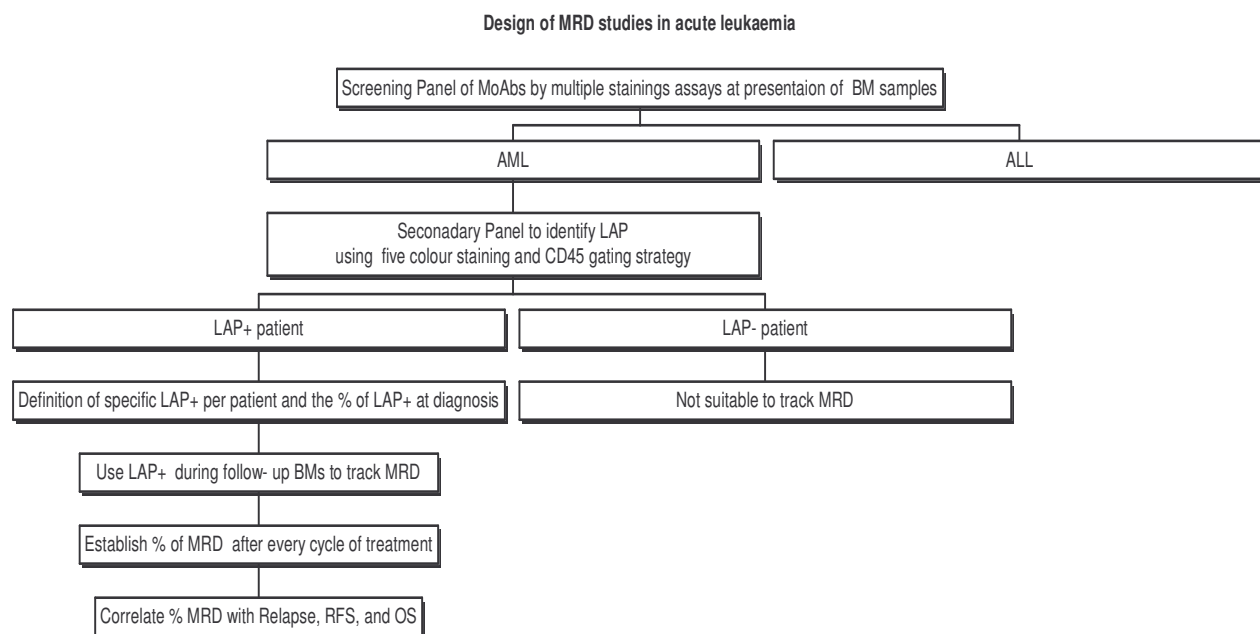 Design of MRD studies in acute leukaemia
Screening Panel of MoAbs by multiple stainings assays at presentaion of BM samples
AML
ALL
Seconadary Panel to identify LAP
using five colour staining and CD45 gating strategy
LAP+ patient
LAP- patient
Definition of specific LAP+ per patient and the % of LAP+ at diagnosis
Not suitable to track MRD
Use LAP+ during follow- up BMs to track MRD
Establish % of MRD after every cycle of treatment
Correlate % MRD with Relapse, RFS, and OS